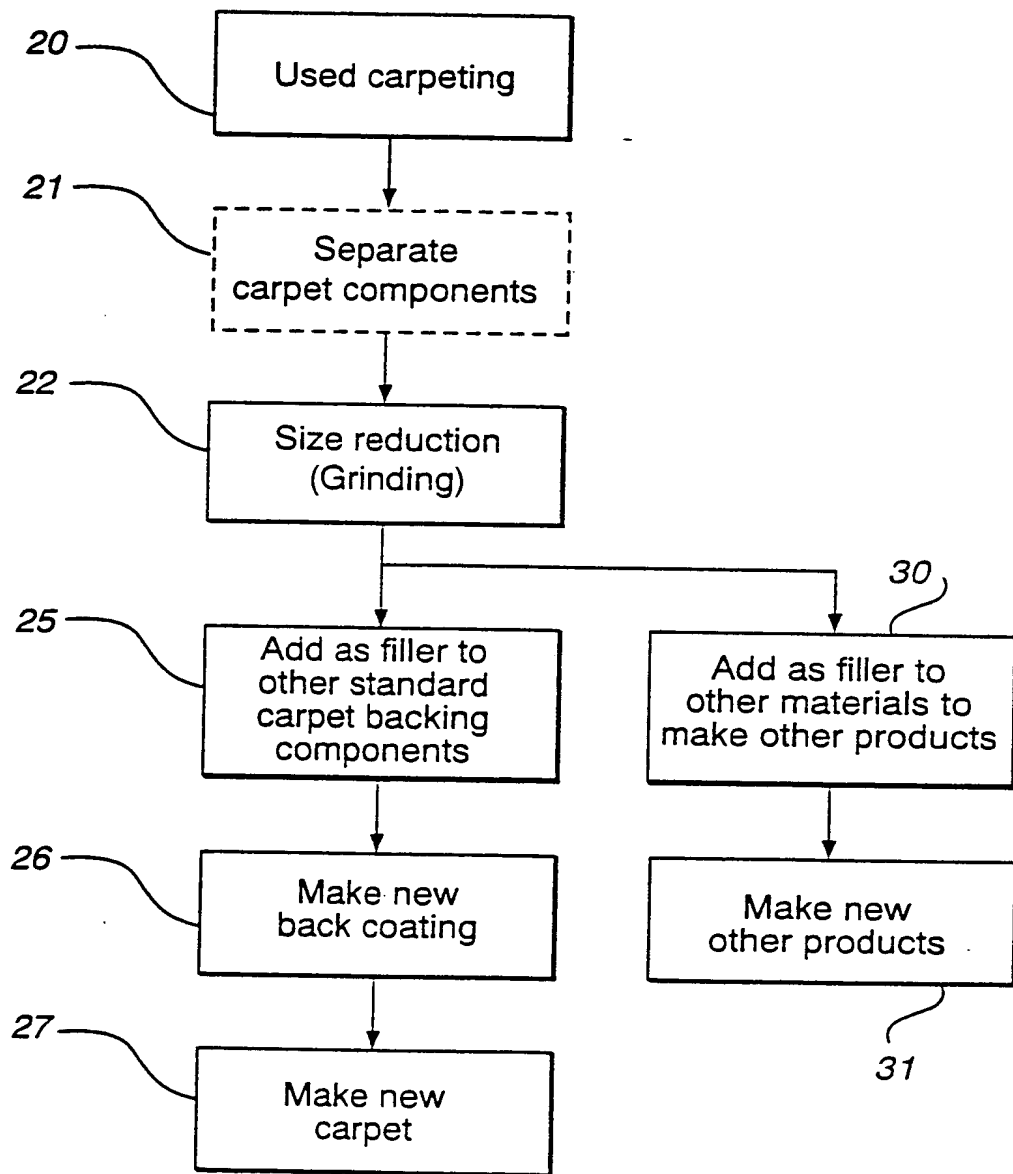 20
Used carpeting
21
Separate
carpet components
22
Size reduction
(Grinding)
30
25
Add as filler to
other standard
carpet backing
components
Add as filler to
other materials to
make other products
26
Make new
back coating
Make new
other products
27
Make new
carpet
31